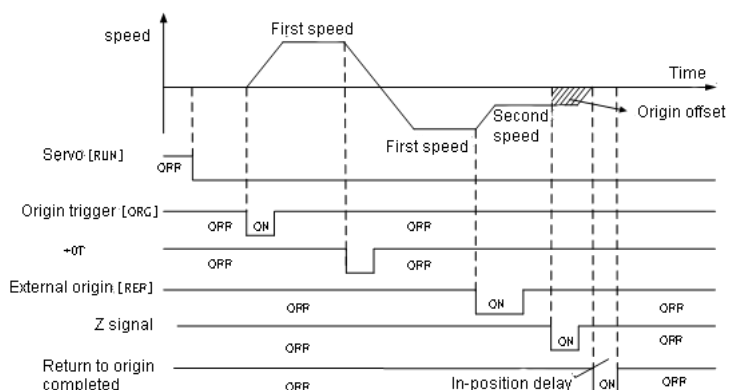 speed
First speed
Time
Origin offset
Second
speed
First speed
Servo [RUN]
OFF
Origin trigger [ORG]
OFF
ON
OFF
+OT
OFF
OFF
External origin [REF]
OFF
ON
OFF
Z signal
OFF
ON
OFF
Return to origin
completed
OFF
In-position delay
ON
OFF